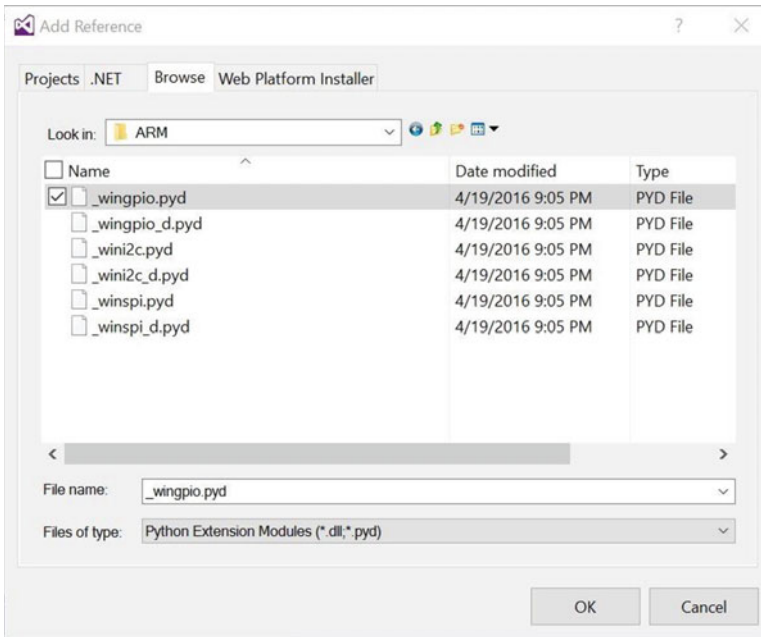 Add Reference
Projects .NET Browse Web Platform Installer
Look in: ARM
Name Date modified Type
_wingpio.pyd 4/19/2016 9:05 PM PYD File
_wingpio_d.pyd 4/19/2016 9:05 PM PYD File
_wini2c.pyd 4/19/2016 9:05 PM PYD File
_wini2c_d.pyd 4/19/2016 9:05 PM PYD File
_winspi.pyd 4/19/2016 9:05 PM PYD File
_winspi_d.pyd 4/19/2016 9:05 PM PYD File
File name: _wingpio.pyd
Files of type: Python Extension Modules (*.dll;*.pyd)
OK Cancel